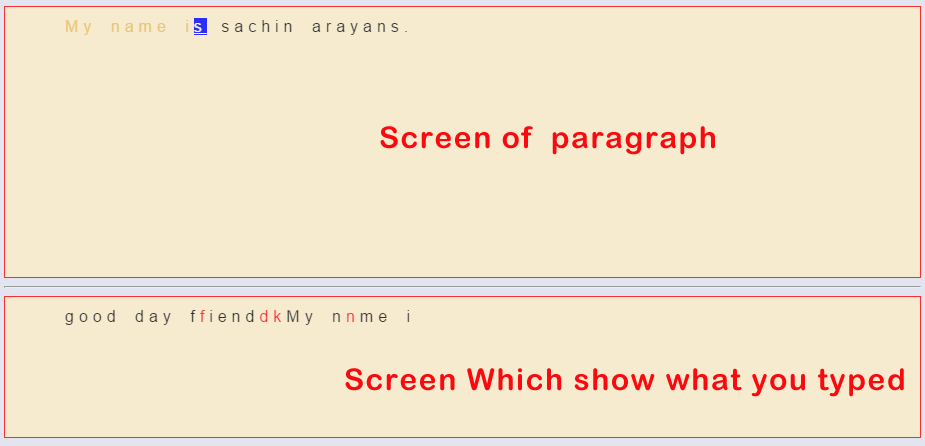 My name is sachin arayans.
Screen of paragraph
good day ffienddkMy nnme i
Screen Which show what you typed